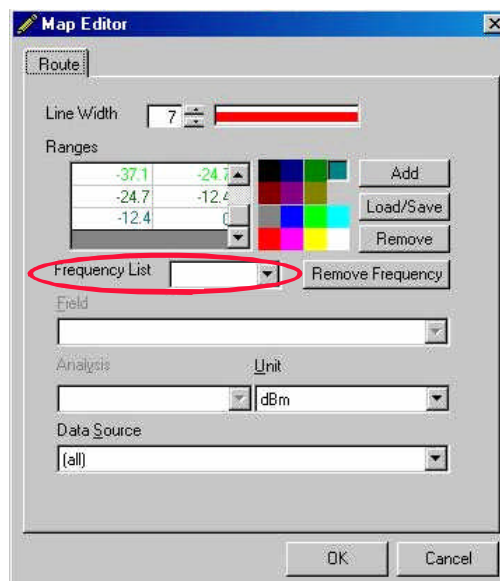 Map Editor
Route
Line Width 7
Ranges
-37.1 -24.7
-24.7 -12.4
-12.4 0
Add
Load/Save
Remove
Frequency List
Remove Frequency
Field
Analysis Unit
dBm
Data Source
(all)
OK Cancel